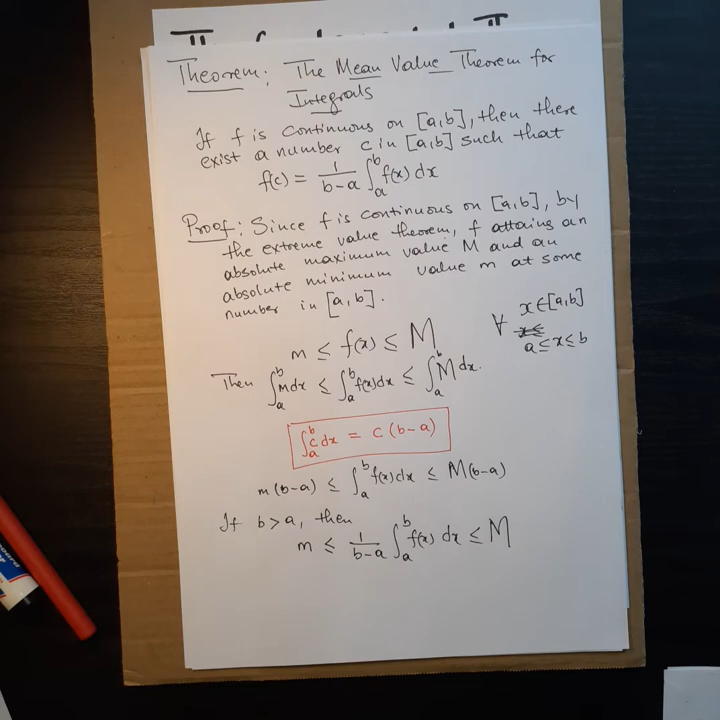 Theorem: The Mean Value Theorem for
Integrals
If f is continuous on [a,b], then there
exist a number c in [a,b] such that
f(c) = 1/(b-a) ∫_a^b f(x) dx
Proof: Since f is continuous on [a,b], by
the extreme value theorem, f attains an
absolute maximum value M and an
absolute minimum value m at some
number in [a,b].
m ≤ f(x) ≤ M ∀ x∈[a,b]
a≤x≤b
Then ∫_a^b m dx ≤ ∫_a^b f(x)dx ≤ ∫_a^b M dx.
∫_a^b c dx = c(b-a)
m(b-a) ≤ ∫_a^b f(x)dx ≤ M(b-a)
If b>a, then
m ≤ 1/(b-a) ∫_a^b f(x) dx ≤ M